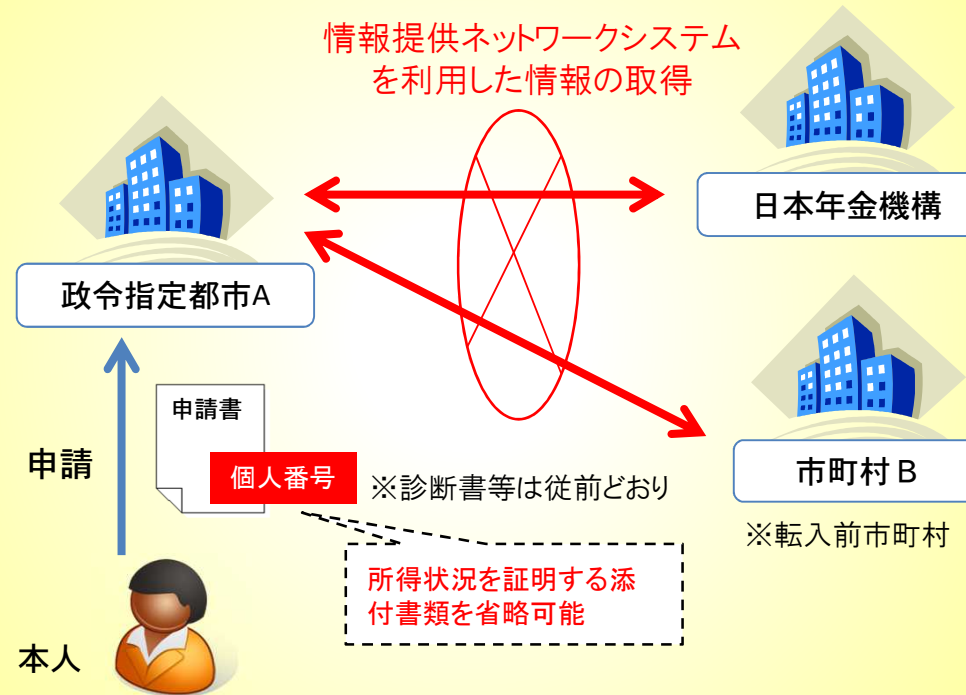 情報提供ネットワークシステム
を利用した情報の取得
日本年金機構
政令指定都市A
申請書
申請
個人番号
※診断書等は従前どおり
市町村B
※転入前市町村
所得状況を証明する添
付書類を省略可能
本人